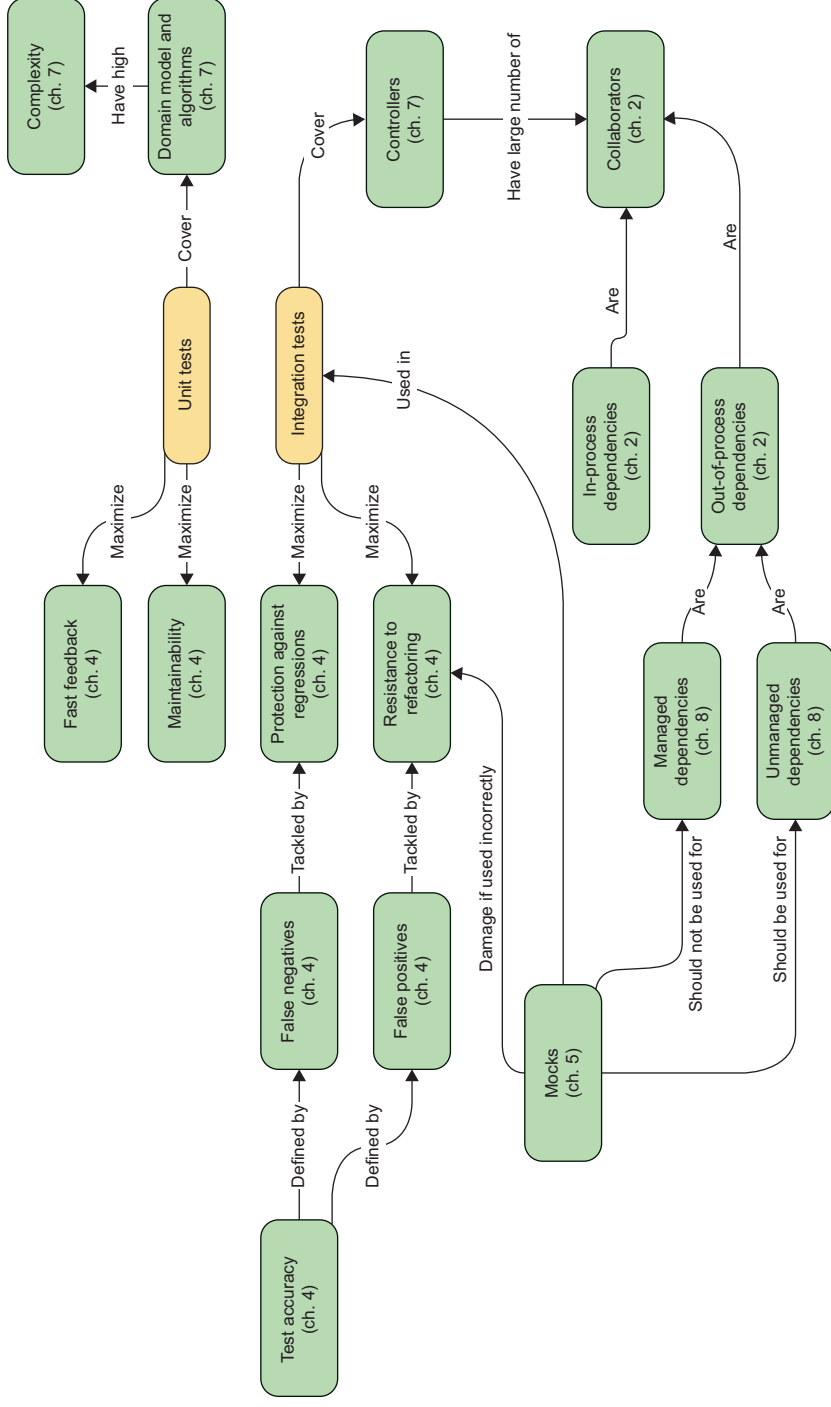 Test accuracy
(ch. 4)
Defined by
Defined by
False negatives
(ch. 4)
False positives
(ch. 4)
Tackled by
Tackled by
Mocks
(ch. 5)
Damage if used incorrectly
Should not be used for
Should be used for
Used in
Fast feedback
(ch. 4)
Maintainability
(ch. 4)
Protection against
regressions
(ch. 4)
Resistance to
refactoring
(ch. 4)
Managed
dependencies
(ch. 8)
Unmanaged
dependencies
(ch. 8)
Maximize
Maximize
Maximize
Maximize
Are
Are
Unit tests
Integration tests
In-process
dependencies
(ch. 2)
Out-of-process
dependencies
(ch. 2)
Cover
Cover
Are
Are
Complexity
(ch. 7)
Have high
Domain model and
algorithms
(ch. 7)
Controllers
(ch. 7)
Have large number of
Collaborators
(ch. 2)